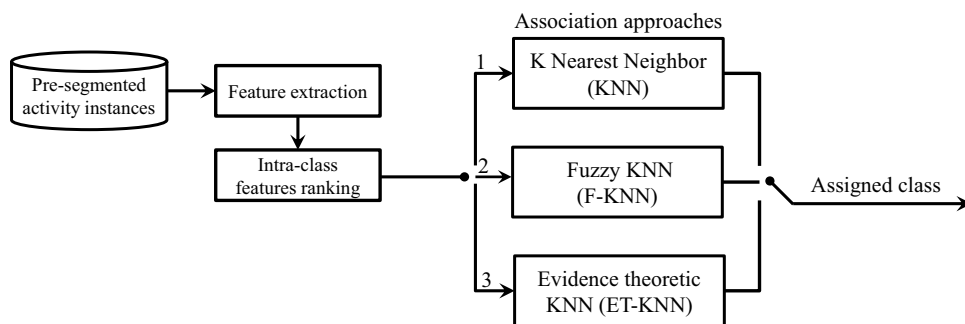 Association approaches
Pre-segmented
activity instances
Feature extraction
Intra-class
features ranking
1
K Nearest Neighbor
(KNN)
2
Fuzzy KNN
(F-KNN)
3
Evidence theoretic
KNN (ET-KNN)
Assigned class